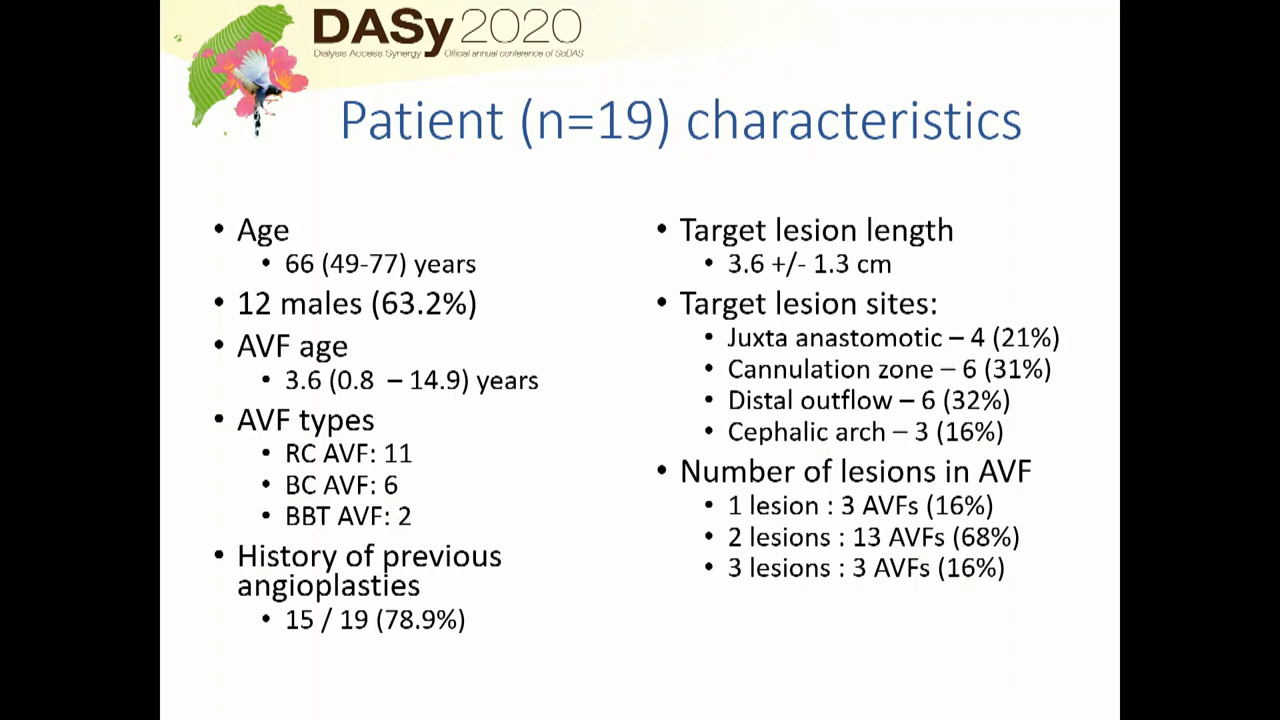 DASy 2020
Dialysis Access Synergy Official annual conference of SoDAS
Patient (n=19) characteristics
• Age
• 66 (49-77) years
• 12 males (63.2%)
• AVF age
• 3.6 (0.8 – 14.9) years
• AVF types
• RC AVF: 11
• BC AVF: 6
• BBT AVF: 2
• History of previous
angioplasties
• 15 / 19 (78.9%)
• Target lesion length
• 3.6 +/- 1.3 cm
• Target lesion sites:
• Juxta anastomotic – 4 (21%)
• Cannulation zone – 6 (31%)
• Distal outflow – 6 (32%)
• Cephalic arch – 3 (16%)
• Number of lesions in AVF
• 1 lesion : 3 AVFs (16%)
• 2 lesions : 13 AVFs (68%)
• 3 lesions : 3 AVFs (16%)